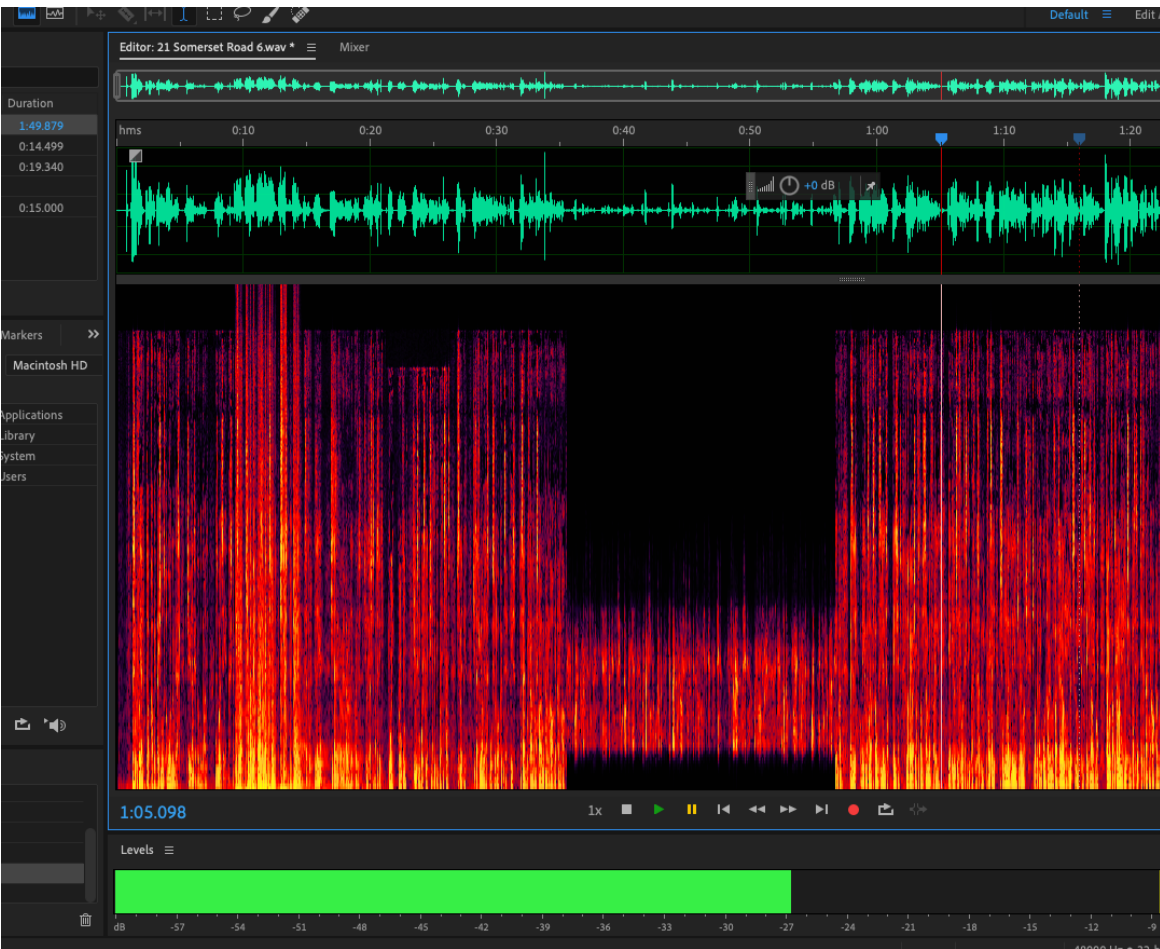 Default
Edit
Editor: 21 Somerset Road 6.wav *
Mixer
Duration
1:49.879
0:14.499
0:19.340
0:15.000
hms
0:10
0:20
0:30
0:40
0:50
1:00
1:10
1:20
+0 dB
Markers
Macintosh HD
Applications
Library
System
Users
1:05.098
1x
Levels
dB
-57
-54
-51
-48
-45
-42
-39
-36
-33
-30
-27
-24
-21
-18
-15
-12
-9